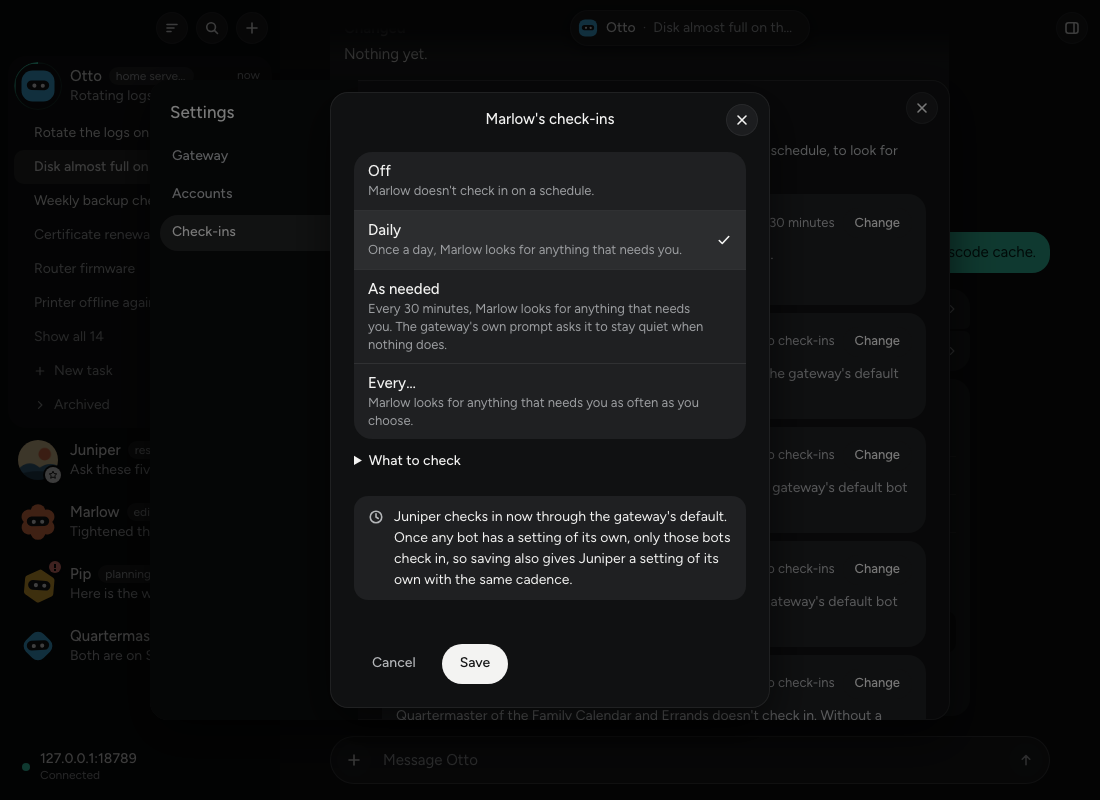 Otto · Disk almost full on th...
Nothing yet.
Otto home serve... now
Rotating logs
Rotate the logs on
Disk almost full on
Weekly backup che
Certificate renewa
Router firmware
Printer offline again
Show all 14
New task
Archived
Juniper res
Ask these five
Marlow edi
Tightened th
Pip planning
Here is the w
Quartermas
Both are on S
127.0.0.1:18789
Connected
Settings
Gateway
Accounts
Check-ins
Marlow's check-ins
Off
Marlow doesn't check in on a schedule.
Daily
Once a day, Marlow looks for anything that needs you.
As needed
Every 30 minutes, Marlow looks for anything that needs
you. The gateway's own prompt asks it to stay quiet when
nothing does.
Every...
Marlow looks for anything that needs you as often as you
choose.
What to check
Juniper checks in now through the gateway's default.
Once any bot has a setting of its own, only those bots
check in, so saving also gives Juniper a setting of its
own with the same cadence.
Cancel
Save
schedule, to look for
30 minutes Change
scode cache.
check-ins Change
he gateway's default
check-ins Change
gateway's default bot
check-ins Change
ateway's default bot
check-ins Change
Quartermaster of the Family Calendar and Errands doesn't check in. Without a
Message Otto